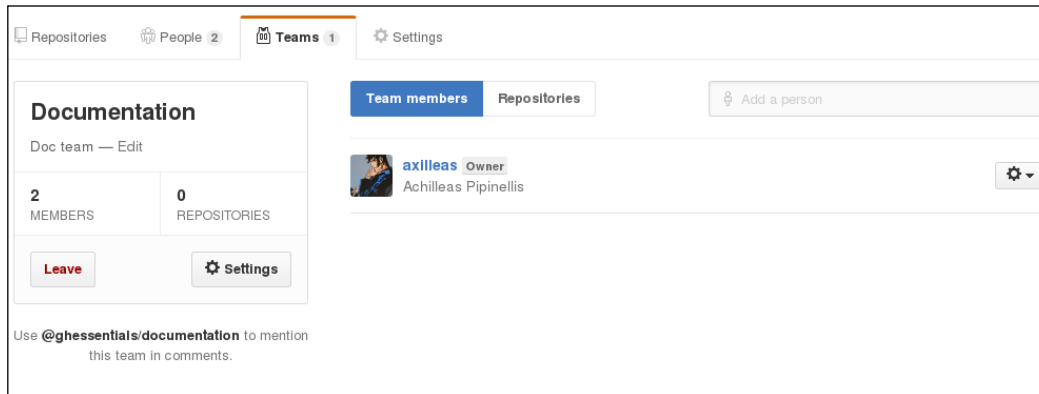 Repositories People 2 Teams 1 Settings
Documentation
Doc team — Edit
2 MEMBERS
0 REPOSITORIES
Leave Settings
Use @ghessentials/documentation to mention
this team in comments.
Team members Repositories
Add a person
axilleas Owner
Achilleas Pipinellis